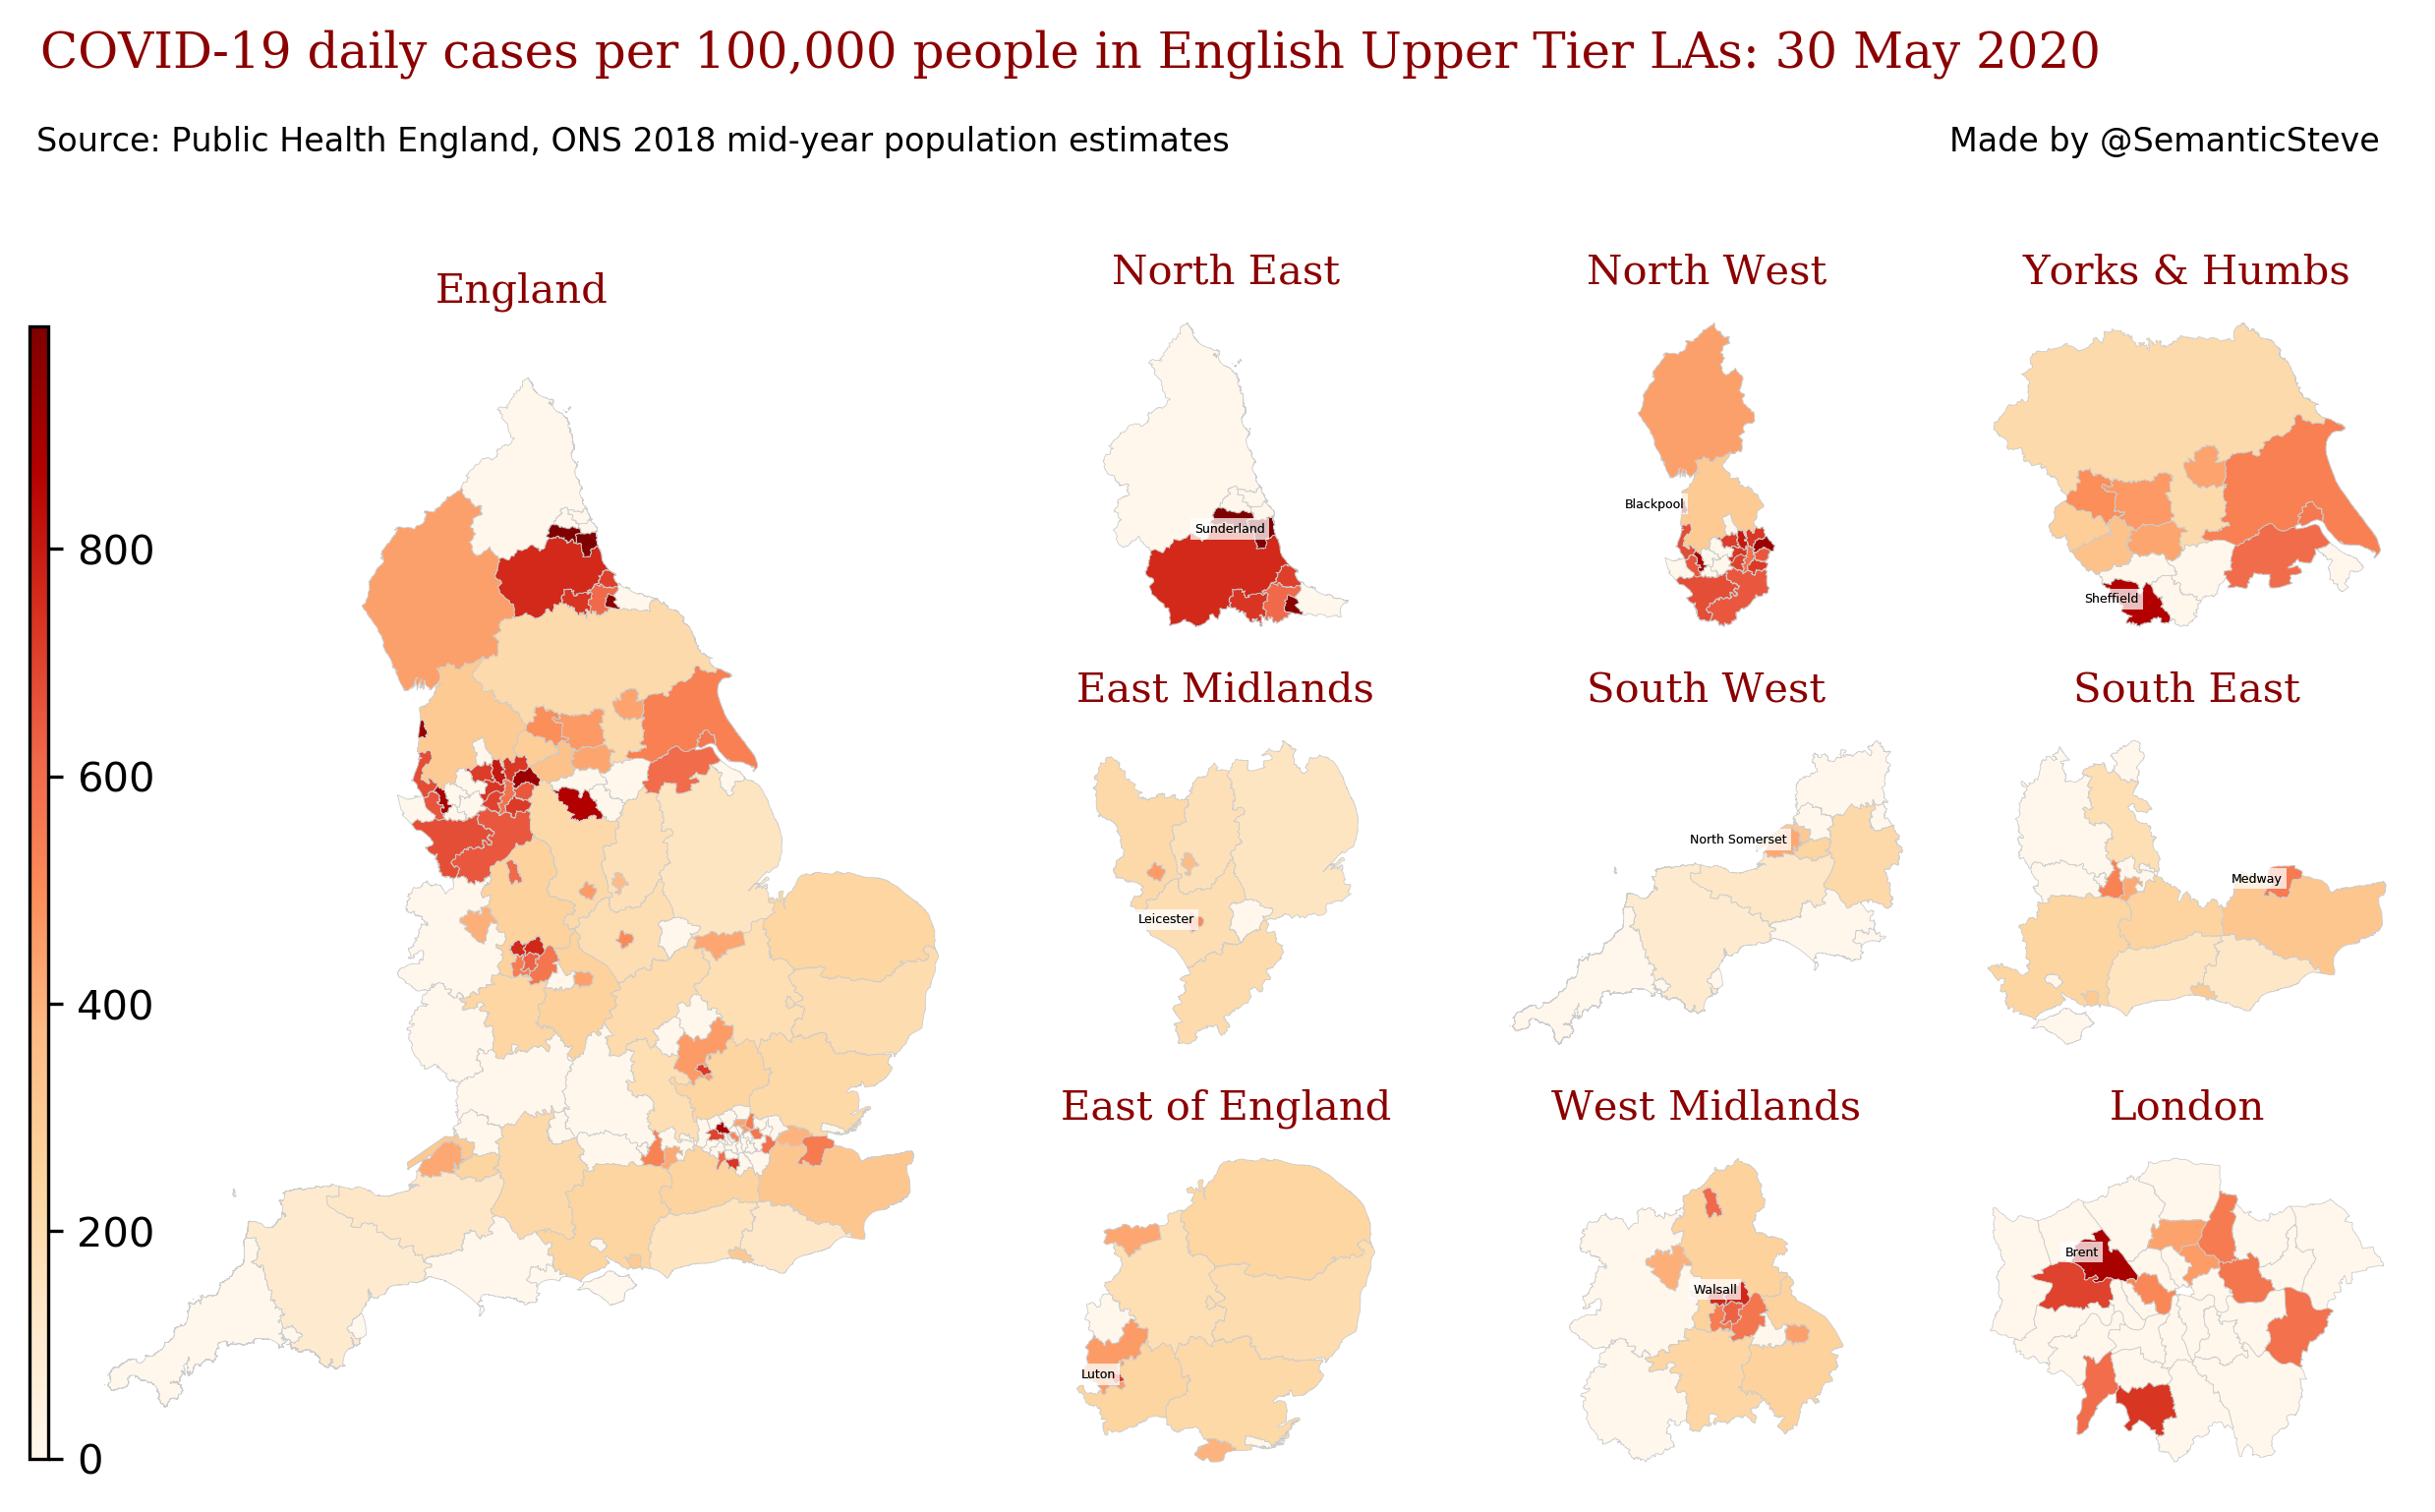 COVID-19 daily cases per 100,000 people in English Upper Tier LAs: 30 May 2020
Source: Public Health England, ONS 2018 mid-year population estimates
Made by @SemanticSteve
England
800
600
400
200
0
North East
Sunderland
North West
Blackpool
Yorks & Humbs
Sheffield
East Midlands
Leicester
South West
North Somerset
South East
Medway
East of England
Luton
West Midlands
Walsall
London
Brent